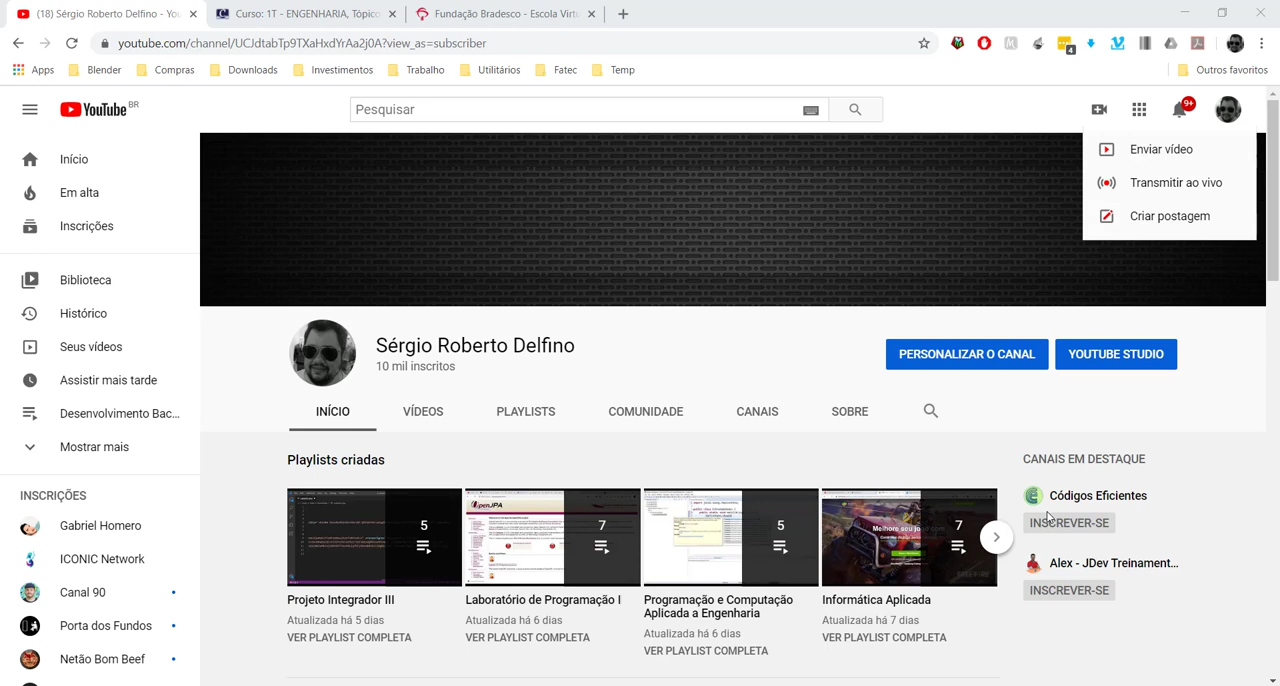 (18) Sérgio Roberto Delfino - You
Curso: 1T - ENGENHARIA, Tópico
Fundação Bradesco - Escola Virtu
youtube.com/channel/UCJdtabTp9TXaHxdYrAa2j0A?view_as=subscriber
4
Apps
Blender
Compras
Downloads
Investimentos
Trabalho
Utilitários
Fatec
Temp
Outros favoritos
YouTube BR
Pesquisar
9+
Enviar vídeo
Transmitir ao vivo
Criar postagem
Início
Em alta
Inscrições
Biblioteca
Histórico
Seus vídeos
Assistir mais tarde
Desenvolvimento Bac...
Mostrar mais
INSCRIÇÕES
Gabriel Homero
ICONIC Network
Canal 90
Porta dos Fundos
Netão Bom Beef
Sérgio Roberto Delfino
10 mil inscritos
PERSONALIZAR O CANAL
YOUTUBE STUDIO
INÍCIO
VÍDEOS
PLAYLISTS
COMUNIDADE
CANAIS
SOBRE
Playlists criadas
5
7
5
7
Projeto Integrador III
Atualizada há 5 dias
VER PLAYLIST COMPLETA
Laboratório de Programação I
Atualizada há 6 dias
VER PLAYLIST COMPLETA
Programação e Computação
Aplicada a Engenharia
Atualizada há 6 dias
VER PLAYLIST COMPLETA
Informática Aplicada
Atualizada há 7 dias
VER PLAYLIST COMPLETA
CANAIS EM DESTAQUE
Códigos Eficientes
INSCREVER-SE
Alex - JDev Treinament...
INSCREVER-SE